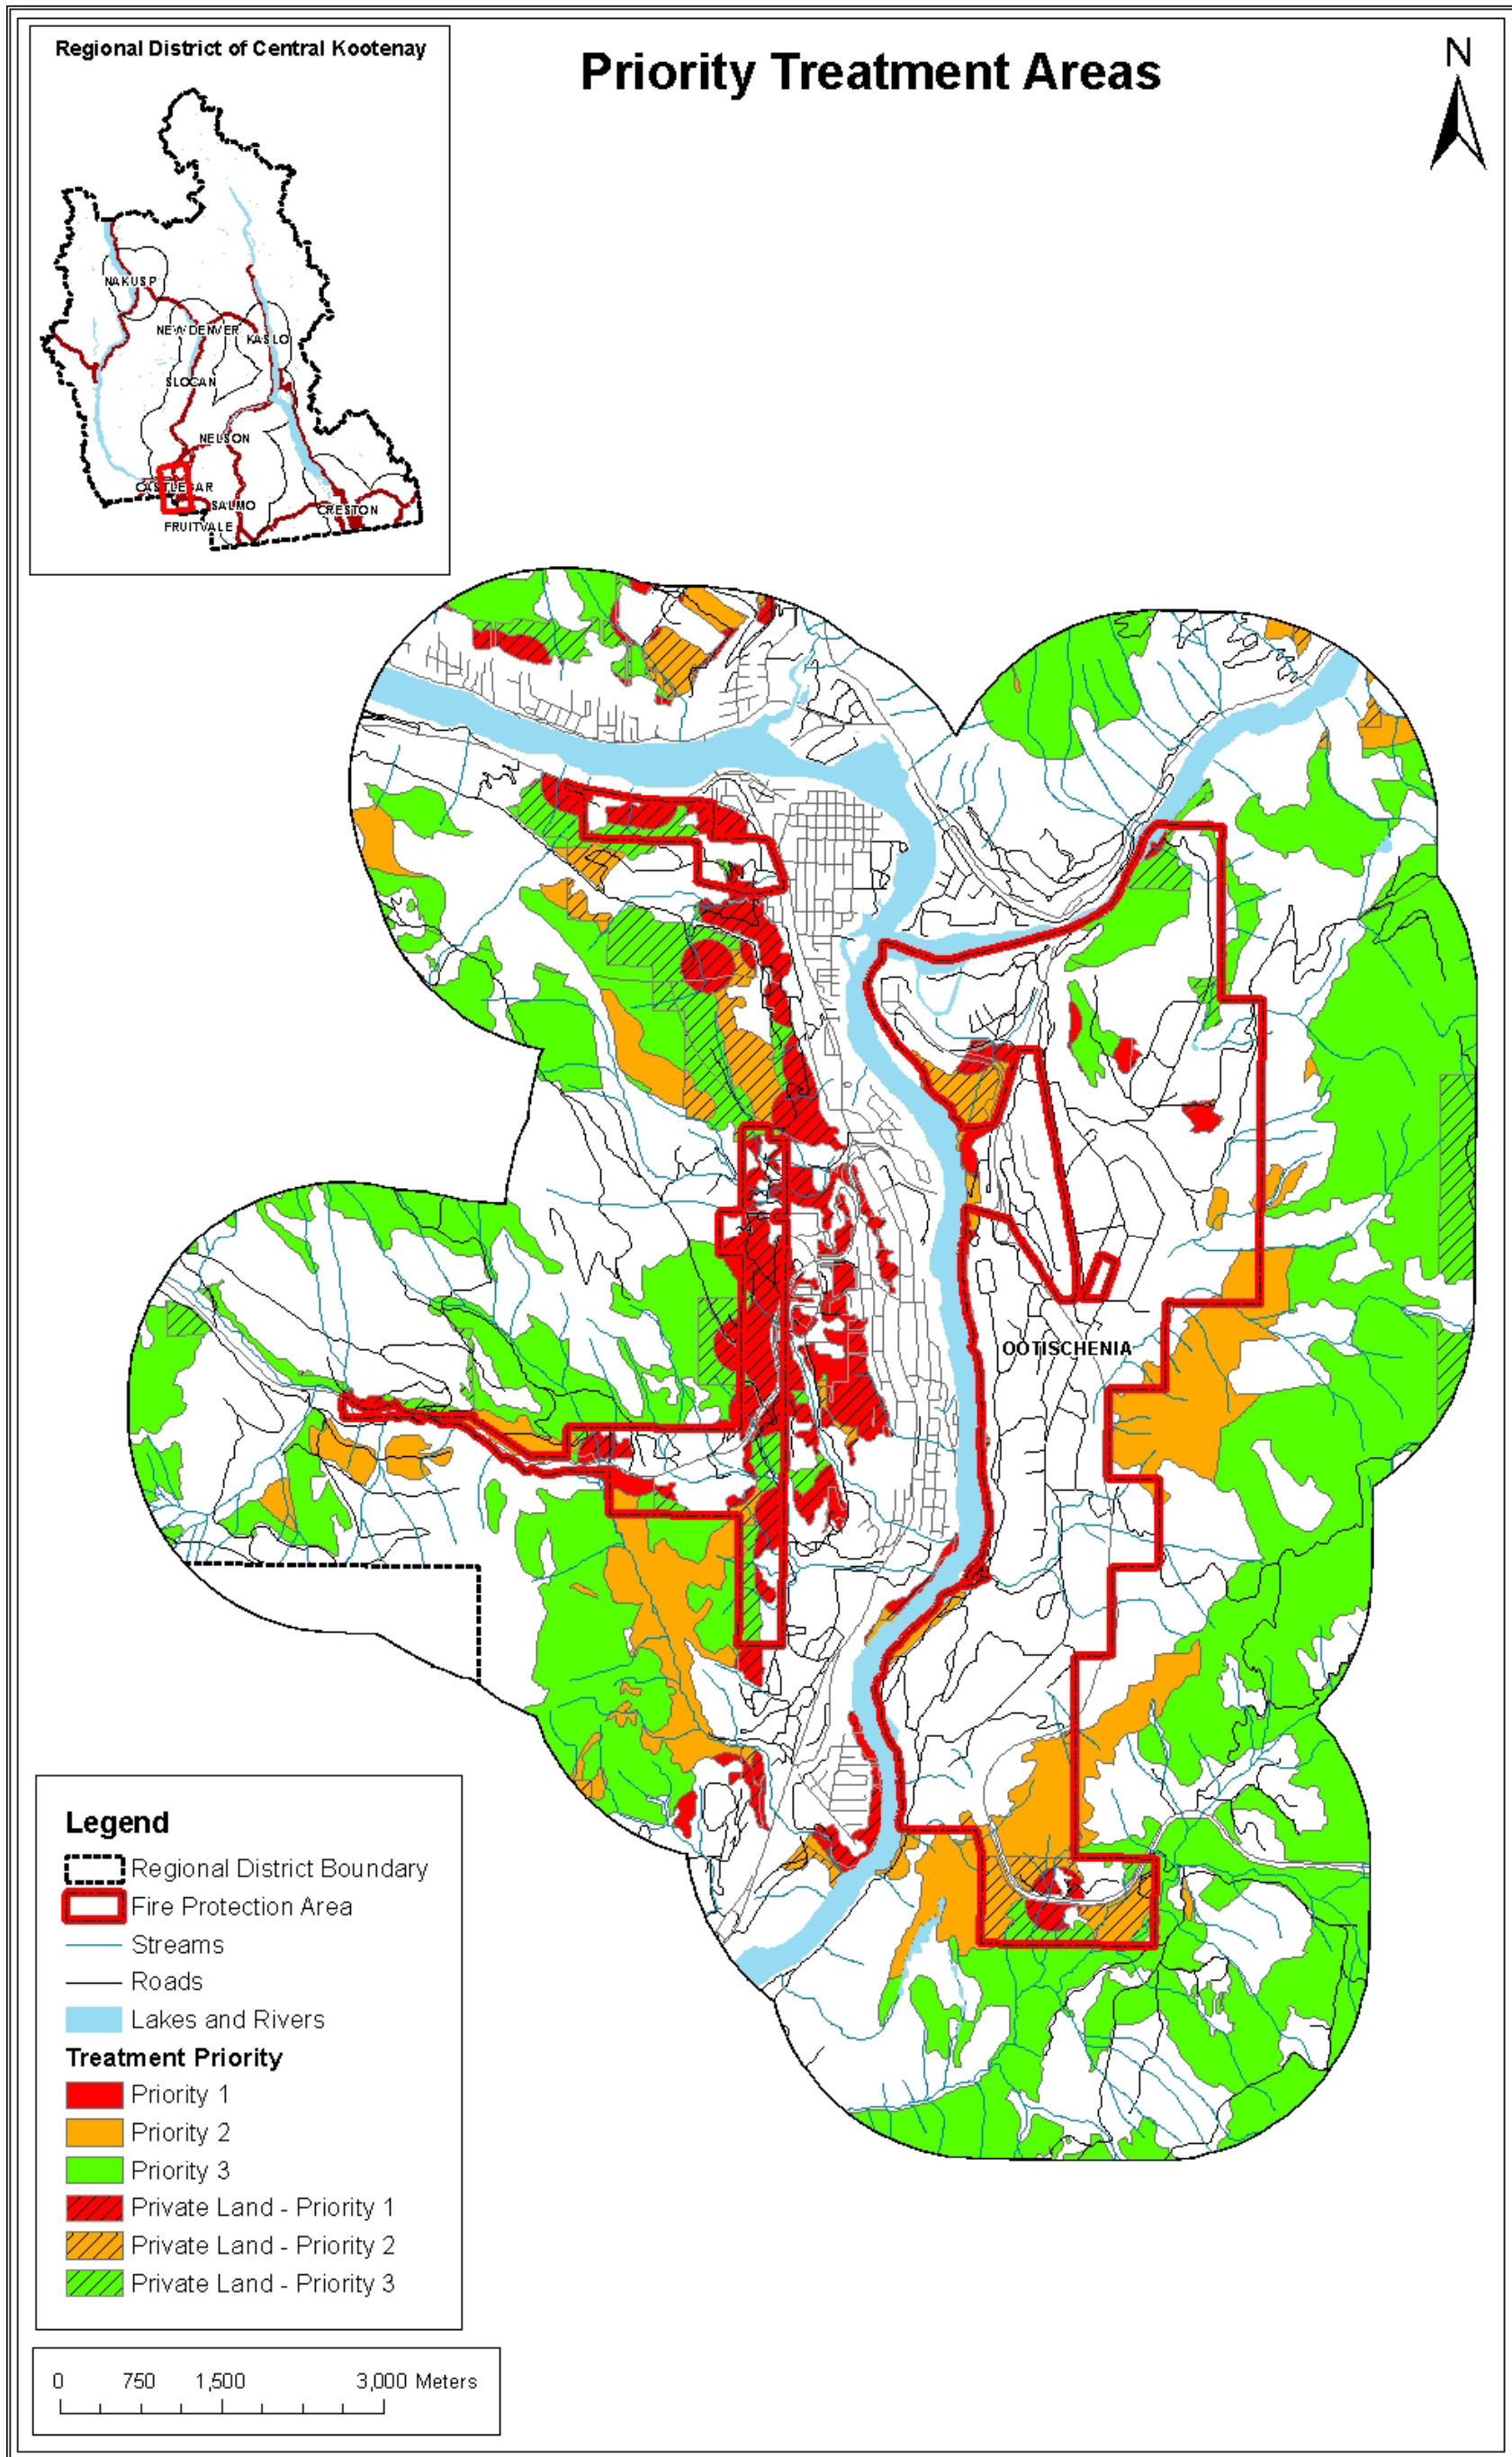 Regional District of Central Kootenay
Priority Treatment Areas
N
NAKUSP
NEW DENVER
KASLO
SLOCAN
NELSON
CASTLEGAR
SALMO
CRESTON
FRUITVALE
OOTISCHENIA
Legend
Regional District Boundary
Fire Protection Area
Streams
Roads
Lakes and Rivers
Treatment Priority
Priority 1
Priority 2
Priority 3
Private Land - Priority 1
Private Land - Priority 2
Private Land - Priority 3
0 750 1,500 3,000 Meters